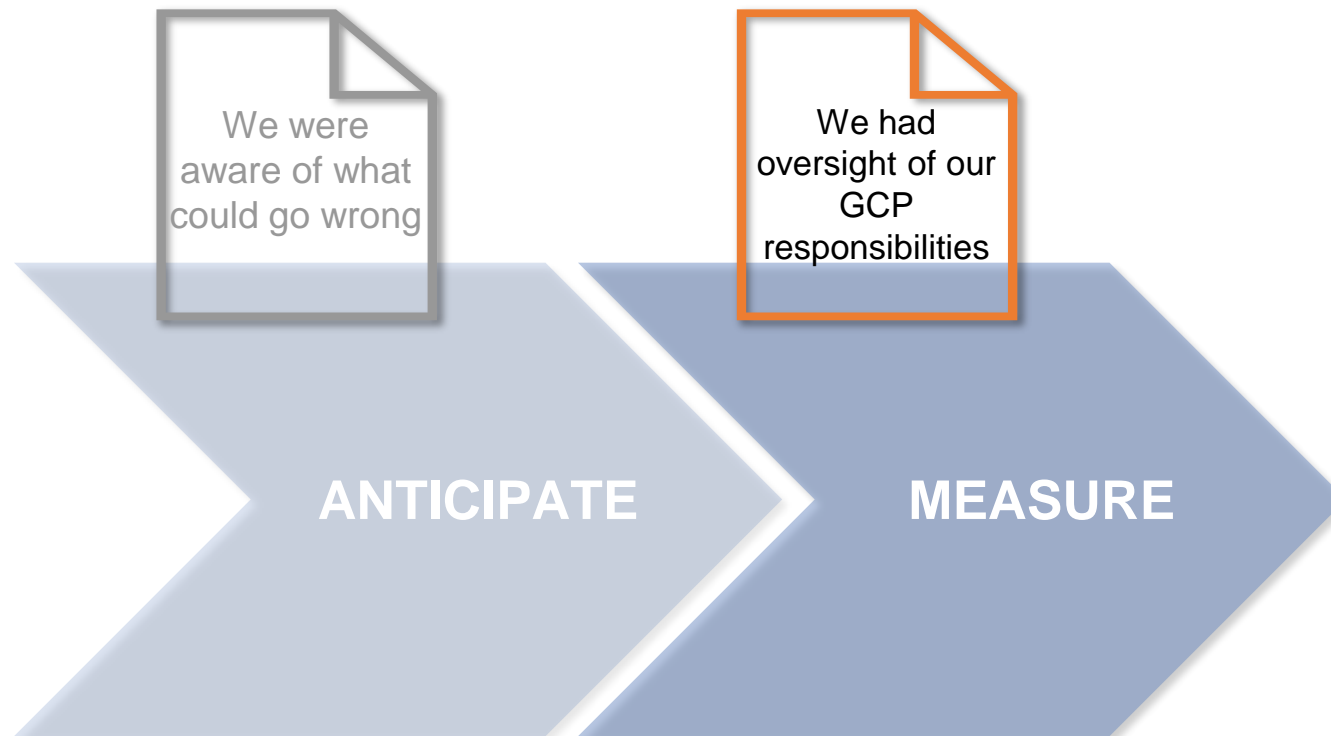 We were
aware of what
could go wrong
We had
oversight of our
GCP
responsibilities
ANTICIPATE
MEASURE